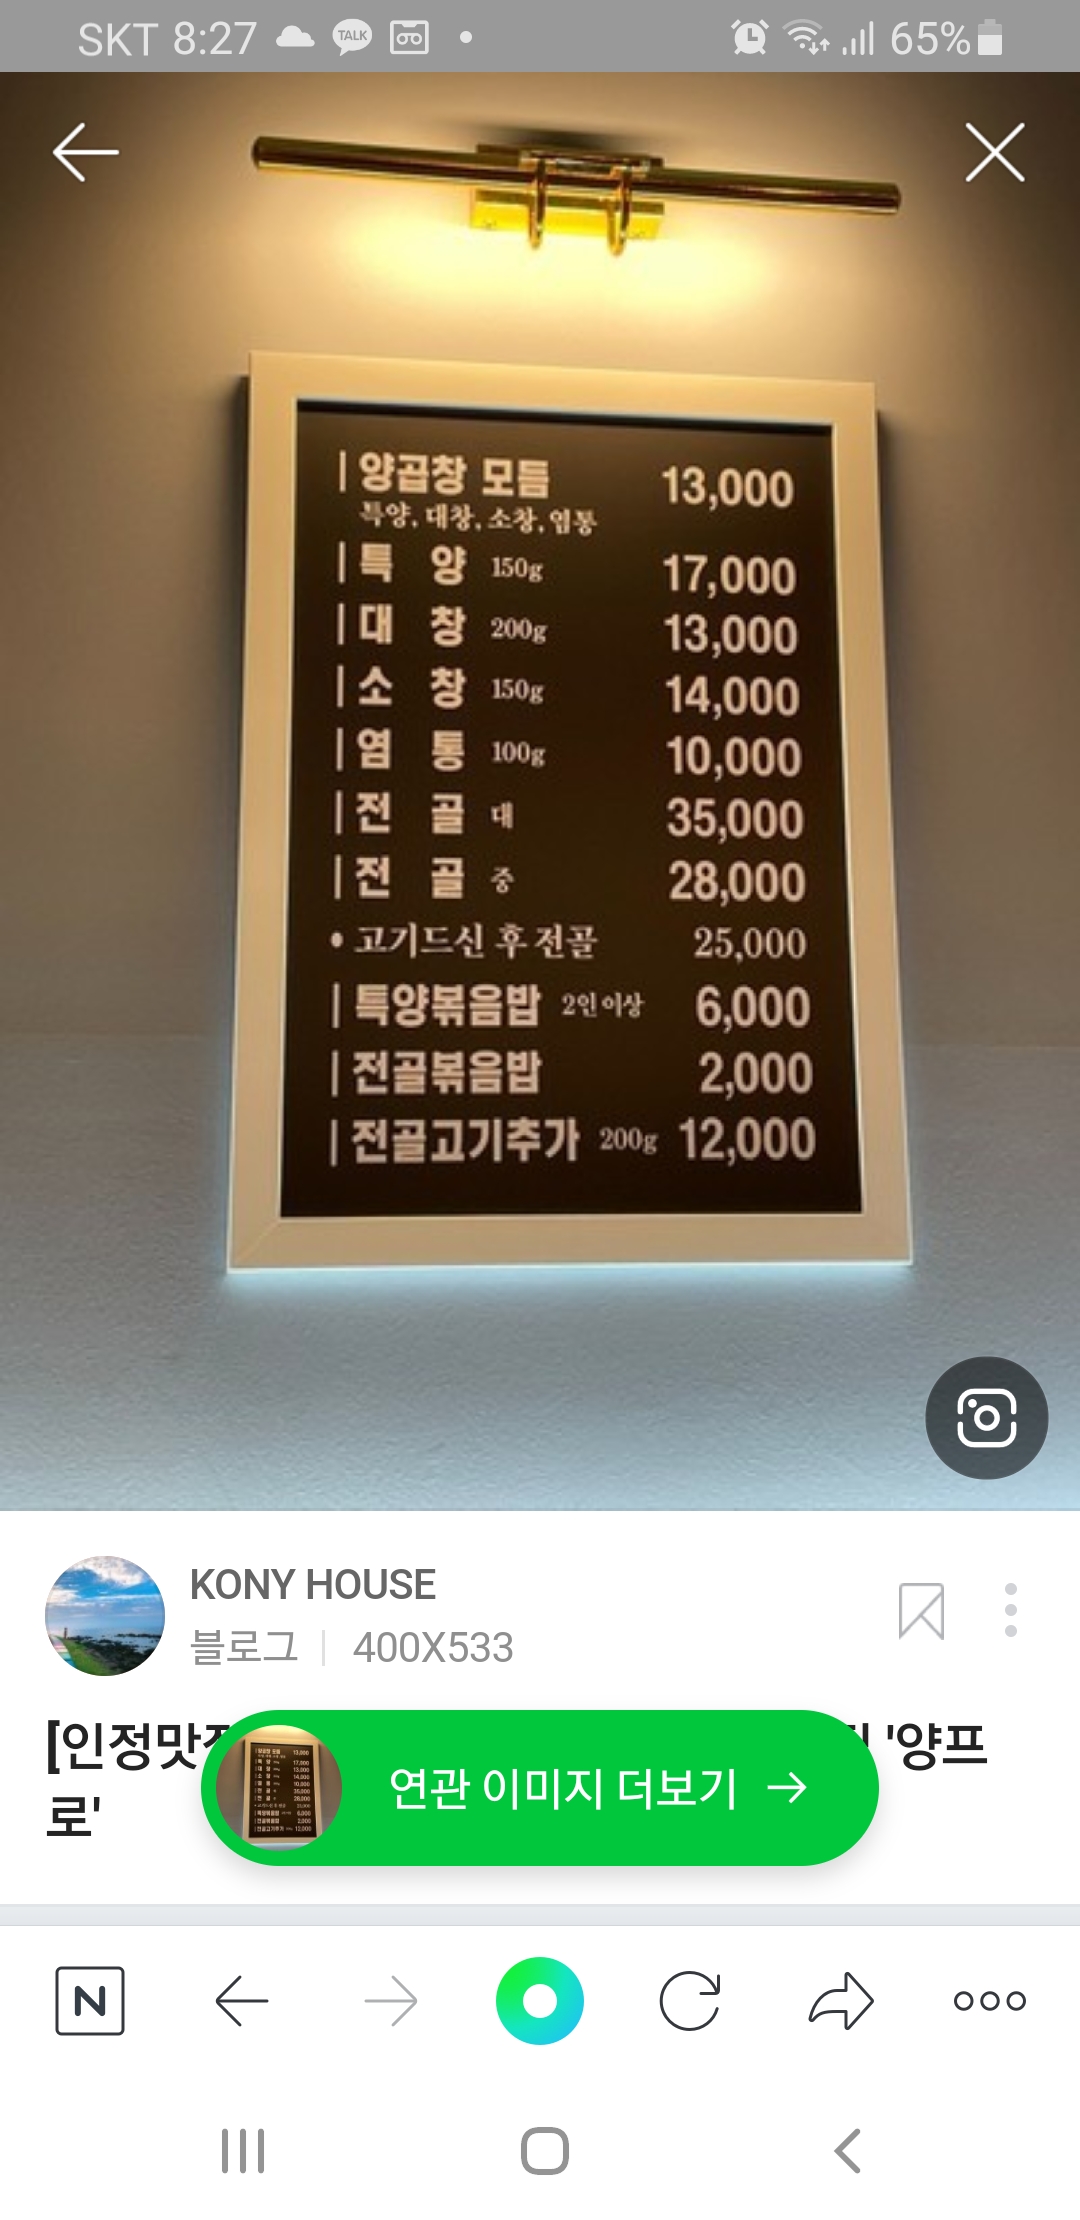 SKT 8:27 TALK 65%
양곱창 모듬 13,000
특양, 대창, 소창, 염통
특 양 150g 17,000
대 창 200g 13,000
소 창 150g 14,000
염 통 100g 10,000
전 골 대 35,000
전 골 중 28,000
• 고기드신 후 전골 25,000
특양볶음밥 2인이상 6,000
전골볶음밥 2,000
전골고기추가 200g 12,000
KONY HOUSE
블로그 | 400X533
[인정맛 '양프
로'
연관 이미지 더보기 →
N